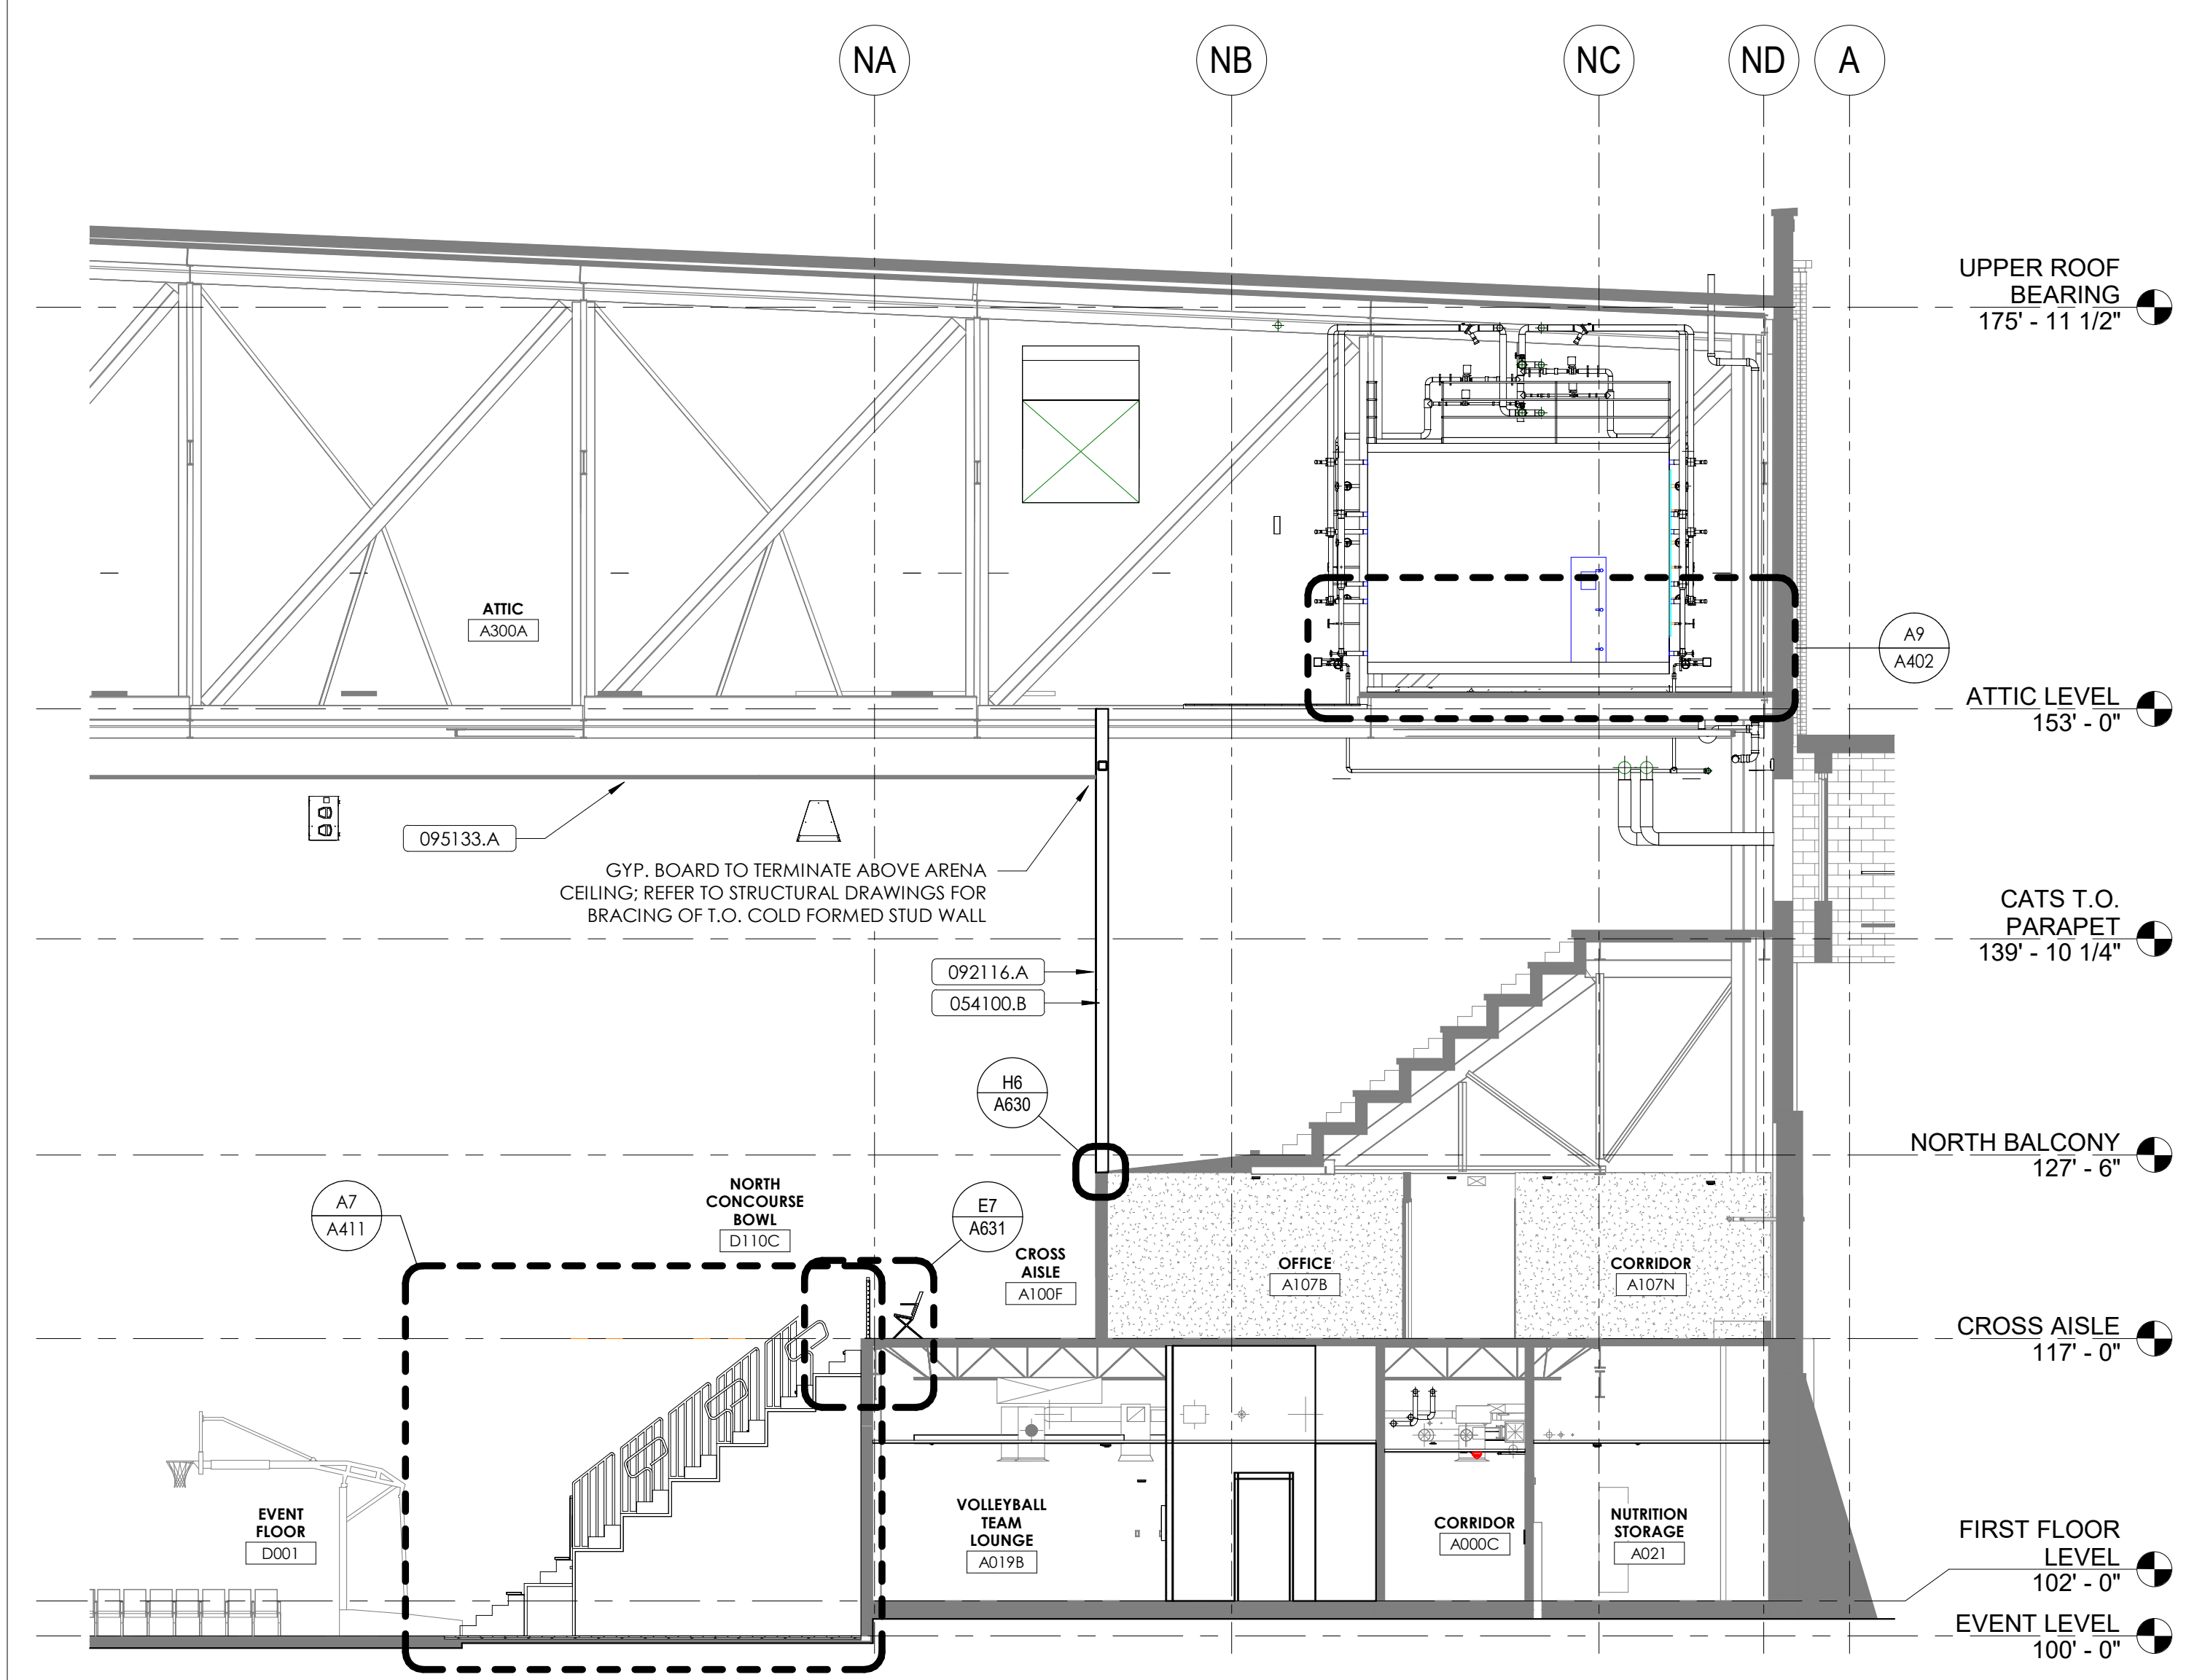 NA
NB
NC
ND
A
UPPER ROOF
BEARING
175' - 11 1/2"
ATTIC
A300A
A9
A402
ATTIC LEVEL
153' - 0"
095133.A
GYP. BOARD TO TERMINATE ABOVE ARENA
CEILING; REFER TO STRUCTURAL DRAWINGS FOR
BRACING OF T.O. COLD FORMED STUD WALL
CATS T.O.
PARAPET
139' - 10 1/4"
092116.A
054100.B
H6
A630
NORTH BALCONY
127' - 6"
A7
A411
NORTH
CONCOURSE
BOWL
D110C
E7
A631
CROSS
AISLE
A100F
OFFICE
A107B
CORRIDOR
A107N
CROSS AISLE
117' - 0"
EVENT
FLOOR
D001
VOLLEYBALL
TEAM
LOUNGE
A019B
CORRIDOR
A000C
NUTRITION
STORAGE
A021
FIRST FLOOR
LEVEL
102' - 0"
EVENT LEVEL
100' - 0"